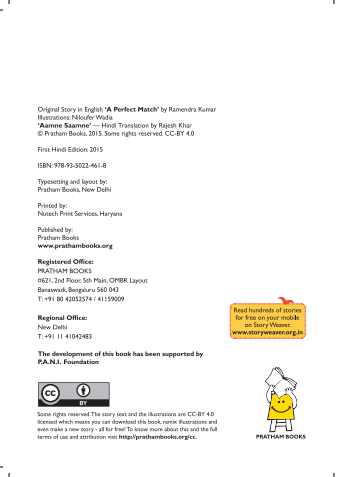 Original Story in English 'A Perfect Match' by Ramendra Kumar
Illustrations: Niloufer Wadia
'Aamne Saamne' — Hindi Translation by Rajesh Khar
© Pratham Books, 2015. Some rights reserved. CC-BY 4.0
First Hindi Edition: 2015
ISBN: 978-93-5022-461-8
Typesetting and layout by:
Pratham Books, New Delhi
Printed by:
Nutech Print Services, Haryana
Published by:
Pratham Books
www.prathambooks.org
Registered Office:
PRATHAM BOOKS
#621, 2nd Floor, 5th Main, OMBR Layout
Banaswadi, Bengaluru 560 043
T: +91 80 42052574 / 41159009
Regional Office:
New Delhi
T: +91 11 41042483
The development of this book has been supported by
P.A.N.I. Foundation
Read hundreds of stories
for free on your mobile
on Story Weaver.
www.storyweaver.org.in
cc
BY
Some rights reserved. The story text and the illustrations are CC-BY 4.0
licensed which means you can download this book, remix illustrations and
even make a new story - all for free! To know more about this and the full
terms of use and attribution visit http://prathambooks.org/cc.
PRATHAM BOOKS